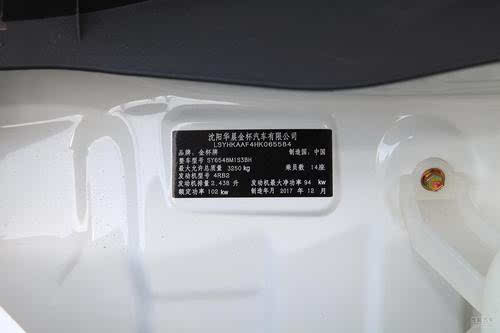 沈阳华晨金杯汽车有限公司
LSYHKAAF4HK065584
品牌：金杯牌 制造国：中国
整车型号 SY6548M1S3BH
最大允许总质量 3250 kg 乘员数 14座
发动机型号 4RB2
发动机排量 2.438 升 发动机最大净功率 94 kw
额定功率 102 kw 制造年月 2017 年 12 月